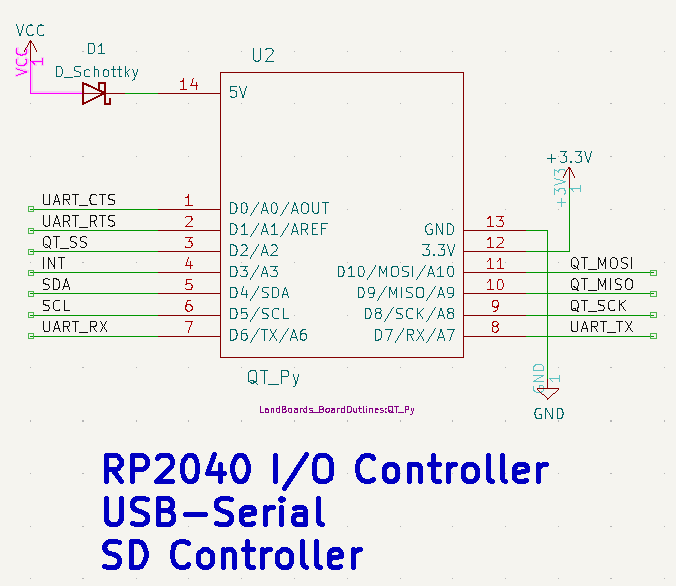 VCC
VCC
1
D1
D_Schottky
U2
14
5V
+3.3V
+3V3
1
UART_CTS
1
D0/A0/AOUT
UART_RTS
2
D1/A1/AREF
GND
13
QT_SS
3
D2/A2
3.3V
12
INT
4
D3/A3
D10/MOSI/A10
11
QT_MOSI
SDA
5
D4/SDA
D9/MISO/A9
10
QT_MISO
SCL
6
D5/SCL
D8/SCK/A8
9
QT_SCK
UART_RX
7
D6/TX/A6
D7/RX/A7
8
UART_TX
GND
1
QT_Py
LandBoards_BoardOutlines:QT_Py
GND
RP2040 I/O Controller
USB-Serial
SD Controller